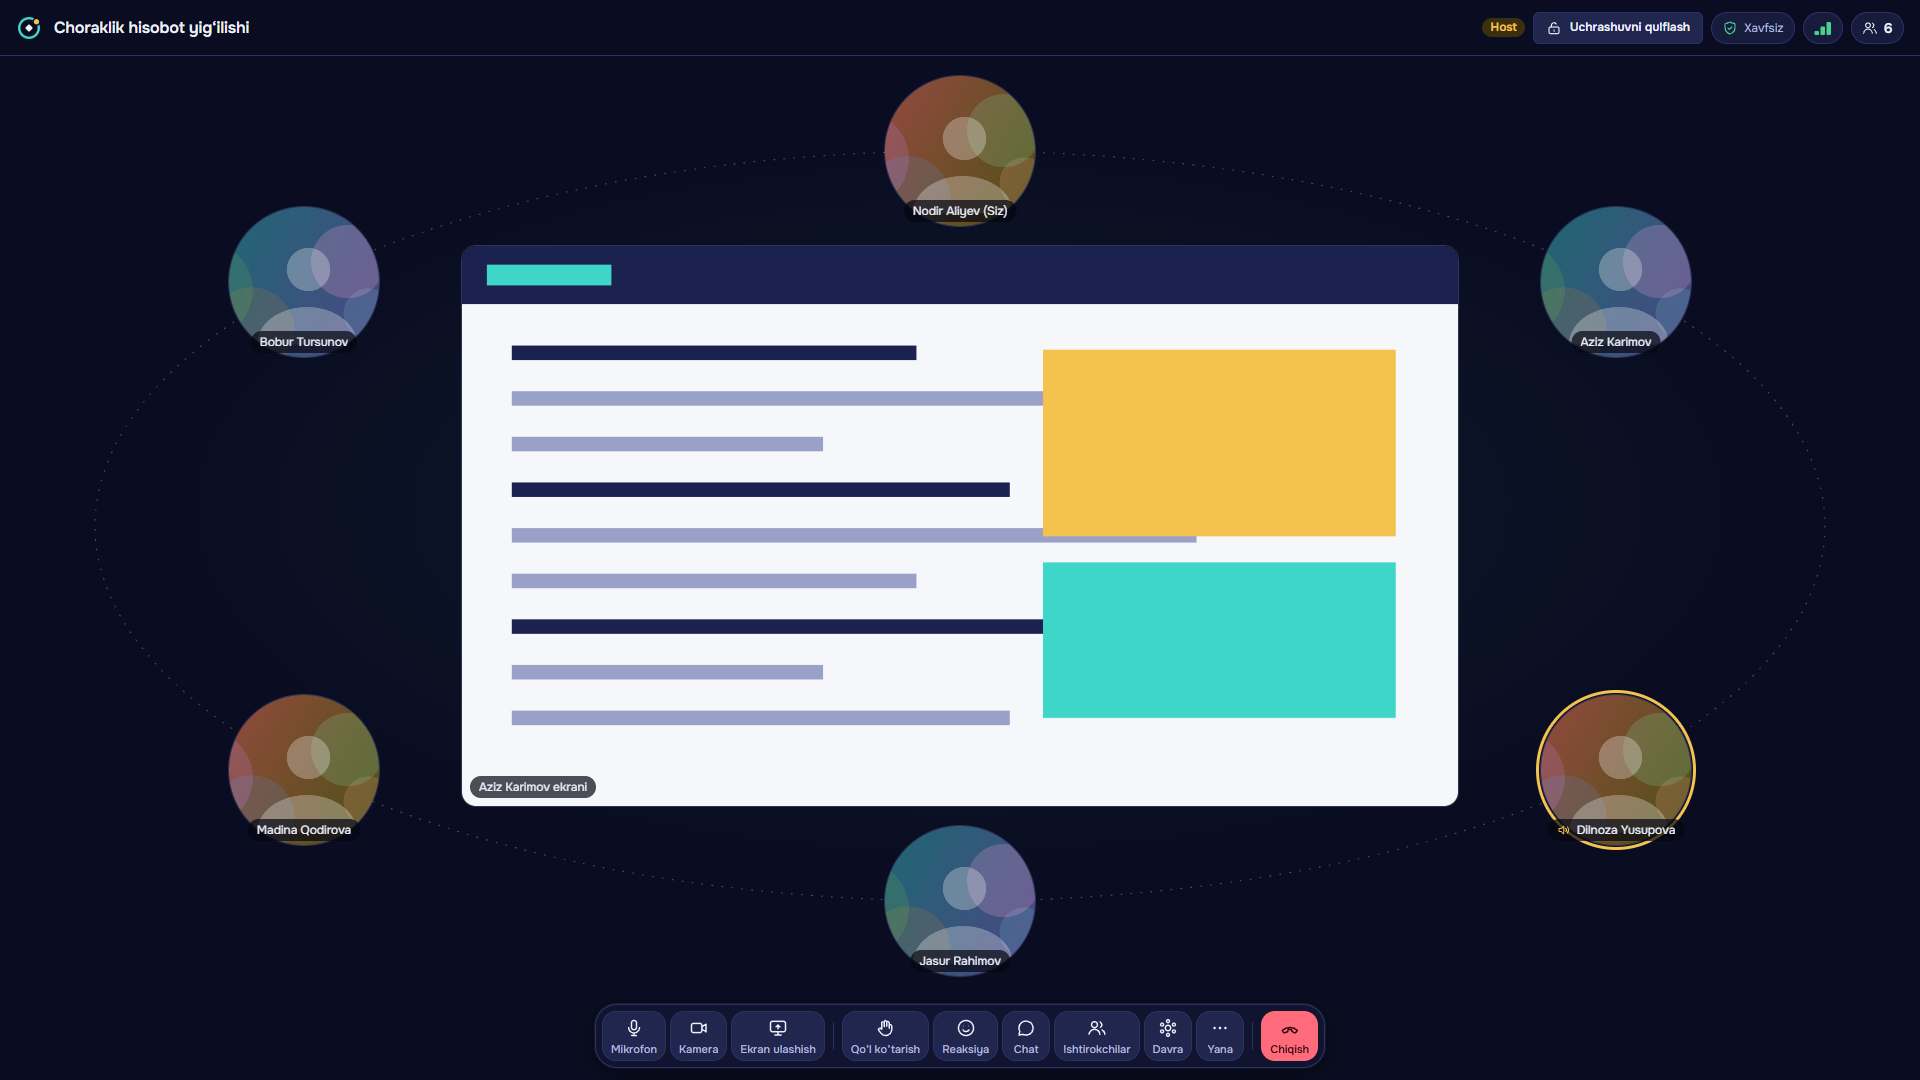 Choraklik hisobot yig‘ilishi
Host
Uchrashuvni qulflash
Xavfsiz
6
Nodir Aliyev (Siz)
Bobur Tursunov
Aziz Karimov
Aziz Karimov ekrani
Madina Qodirova
Dilnoza Yusupova
Jasur Rahimov
Mikrofon
Kamera
Ekran ulashish
Qo‘l ko‘tarish
Reaksiya
Chat
Ishtirokchilar
Davra
Yana
Chiqish